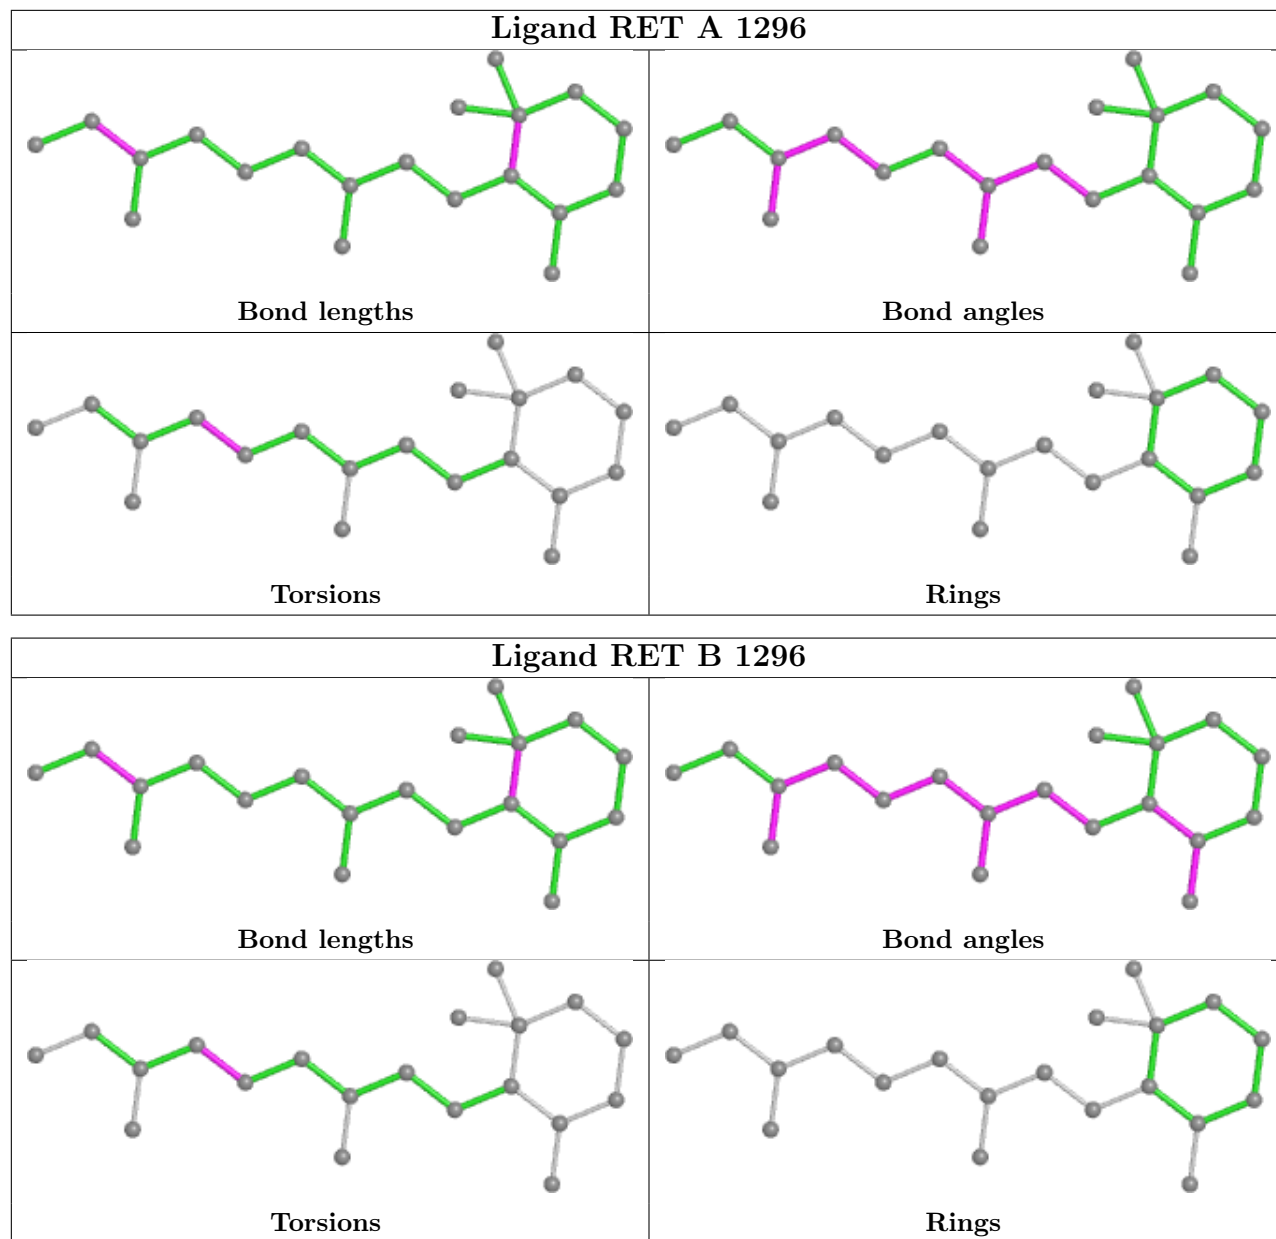 Ligand RET A 1296
Bond lengths
Bond angles
Torsions
Rings
Ligand RET B 1296
Bond lengths
Bond angles
Torsions
Rings